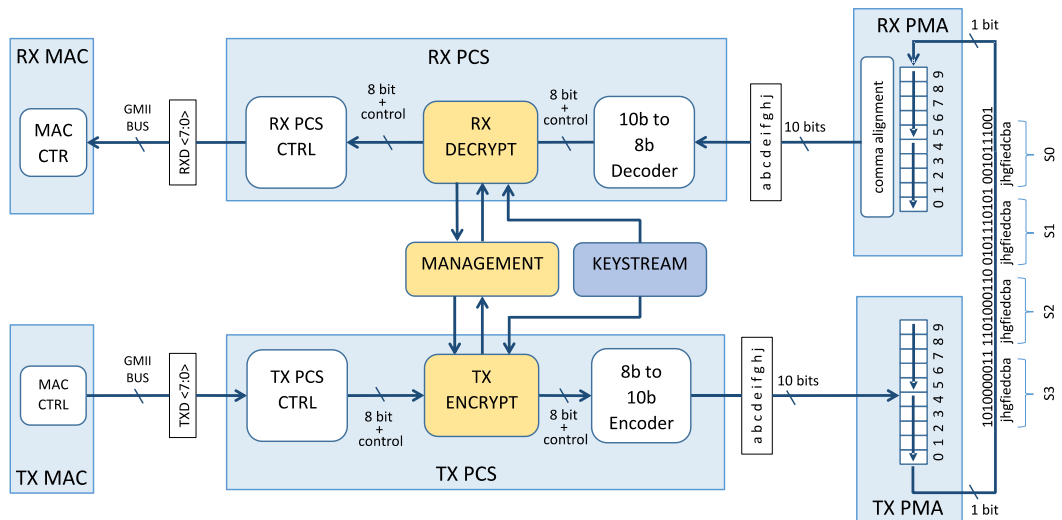 RX MAC
MAC
CTR
GMII
BUS
RXD <7:0>
RX PCS
RX PCS
CTRL
8 bit
+
control
RX
DECRYPT
8 bit
+
control
10b to
8b
Decoder
a b c d e i f g h j
10 bits
RX PMA
comma alignment
0 1 2 3 4 5 6 7 8 9
1 bit
MANAGEMENT
KEYSTREAM
TX MAC
MAC
CTRL
GMII
BUS
TXD <7:0>
TX PCS
CTRL
8 bit
+
control
TX
ENCRYPT
8 bit
+
control
8b to
10b
Encoder
TX PCS
a b c d e i f g h j
10 bits
0 1 2 3 4 5 6 7 8 9
TX PMA
1 bit
1010000011 1101000110 0101110101 0010111001
jhgfiedcba jhgfiedcba jhgfiedcba jhgfiedcba
S3 S2 S1 S0